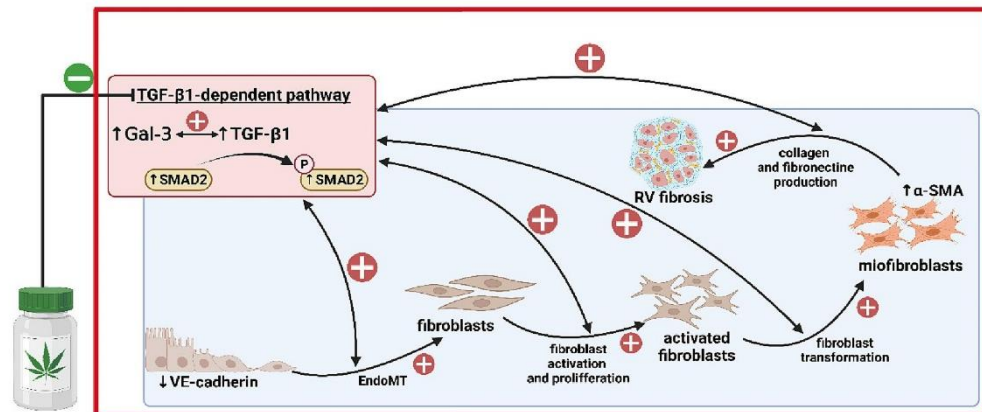 TGF-β1-dependent pathway
↑Gal-3 ↔ ↑TGF-β1
+
P
↑SMAD2
↑SMAD2
−
+
+
RV fibrosis
collagen
and fibronectine
production
↑α-SMA
miofibroblasts
+
+
+
fibroblasts
activated
fibroblasts
+
+
+
fibroblast
activation
and prolifferation
fibroblast
transformation
↓VE-cadherin
EndoMT